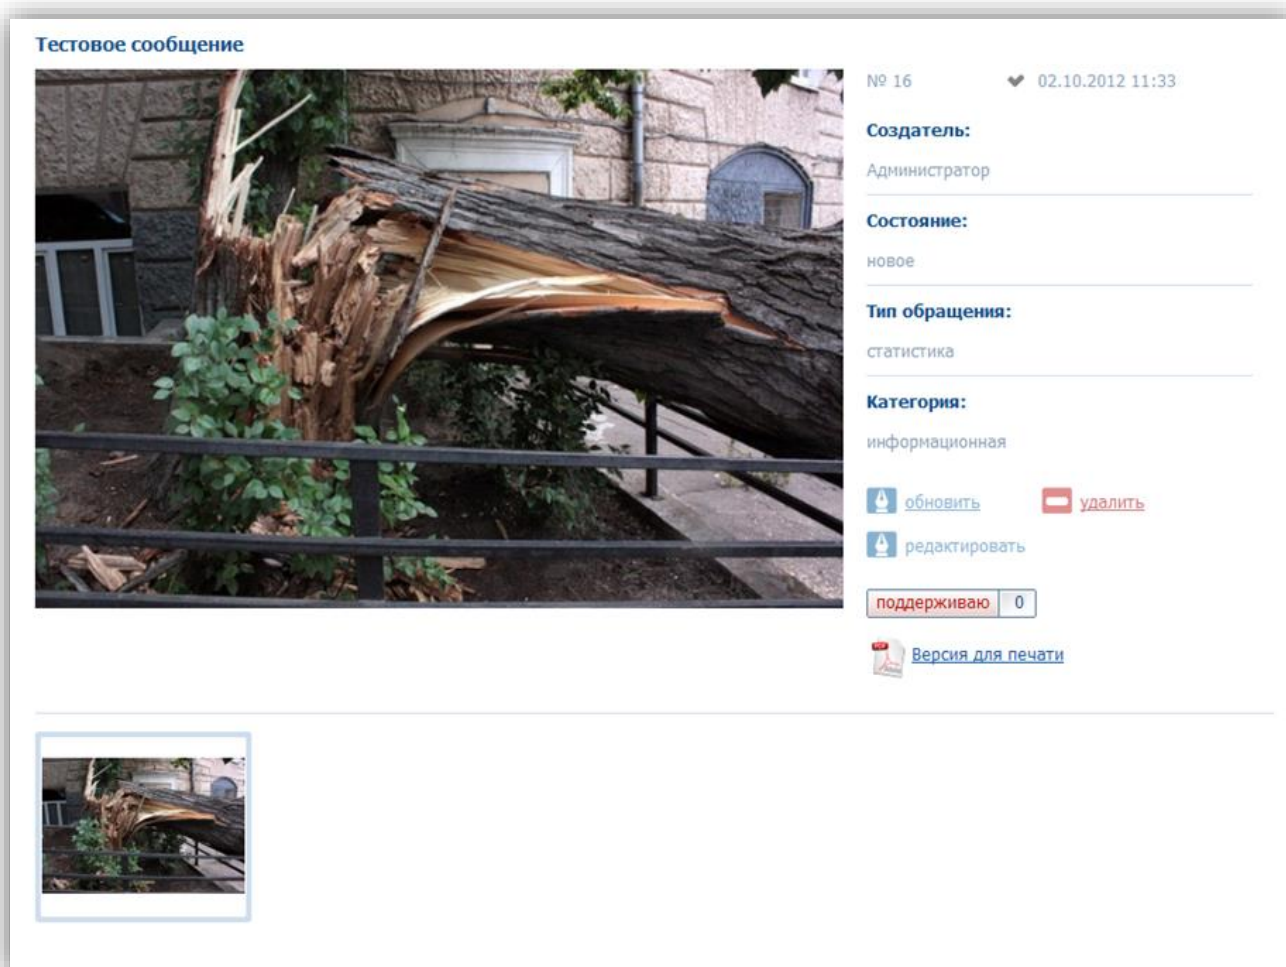 Тестовое сообщение
№ 16 02.10.2012 11:33
Создатель:
Администратор
Состояние:
новое
Тип обращения:
статистика
Категория:
информационная
обновить удалить
редактировать
поддерживаю 0
PDF
Версия для печати